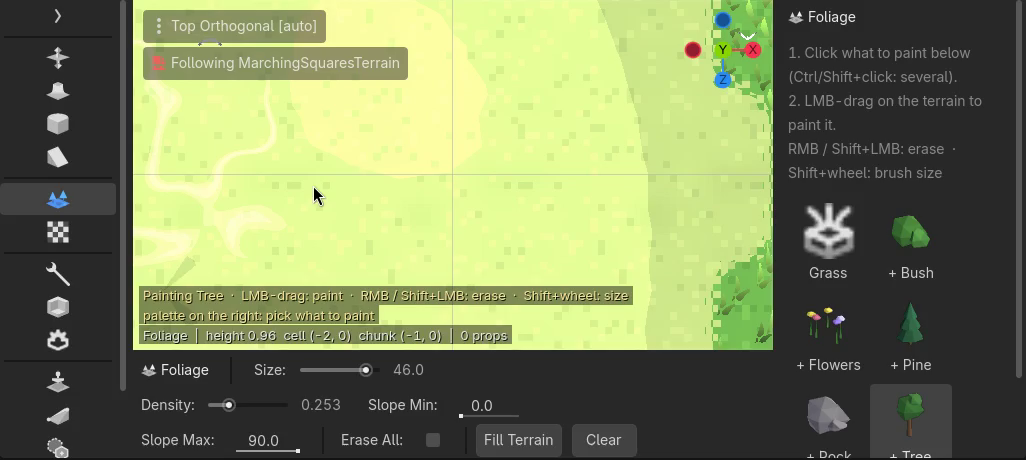 Top Orthogonal [auto]
Following MarchingSquaresTerrain
Y
X
Z
Painting Tree · LMB-drag: paint · RMB / Shift+LMB: erase · Shift+wheel: size
palette on the right: pick what to paint
Foliage | height 0.96 cell (-2, 0) chunk (-1, 0) | 0 props
Foliage
Size:
46.0
Density:
0.253
Slope Min:
0.0
Slope Max:
90.0
Erase All:
Fill Terrain
Clear
Foliage
1. Click what to paint below
(Ctrl/Shift+click: several).
2. LMB-drag on the terrain to
paint it.
RMB / Shift+LMB: erase ·
Shift+wheel: brush size
Grass
+ Bush
+ Flowers
+ Pine
+ Rock
+ Tree